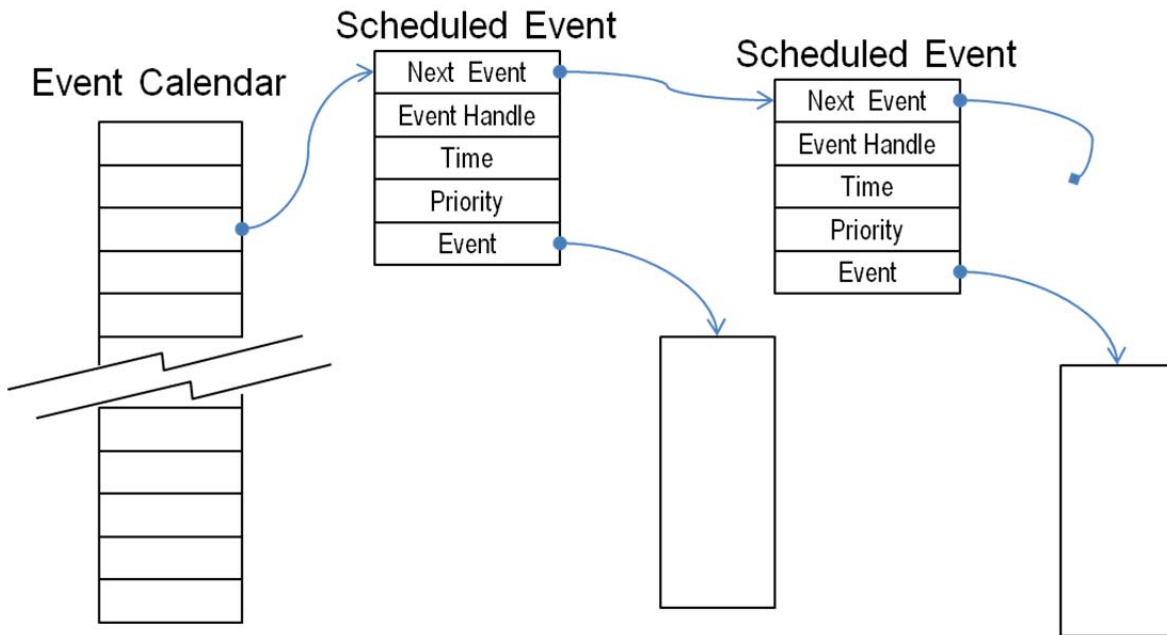 Event Calendar
Scheduled Event
Next Event
Event Handle
Time
Priority
Event
Scheduled Event
Next Event
Event Handle
Time
Priority
Event